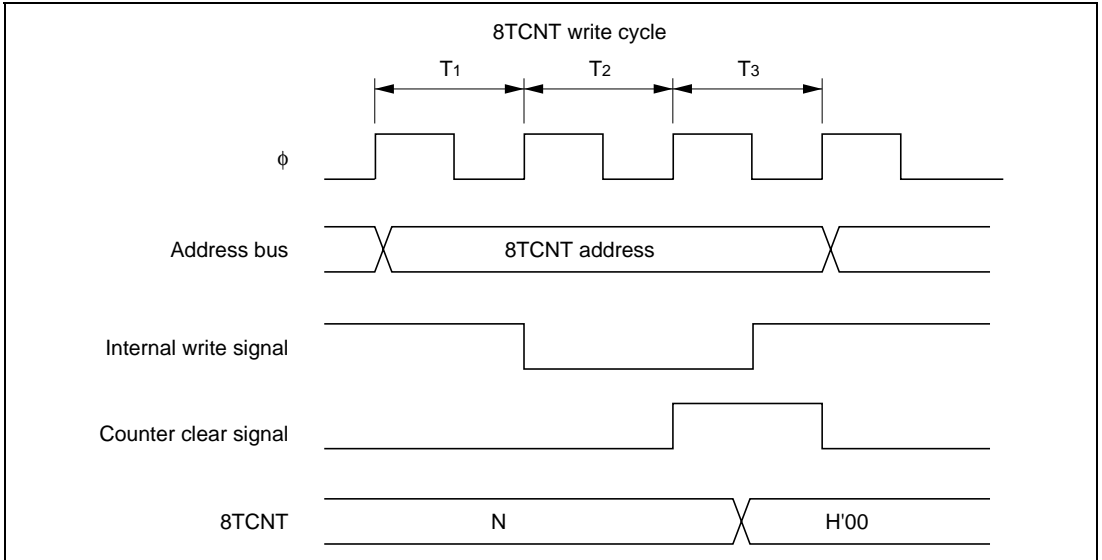 8TCNT write cycle
T1 T2 T3
φ
Address bus
8TCNT address
Internal write signal
Counter clear signal
8TCNT N H'00